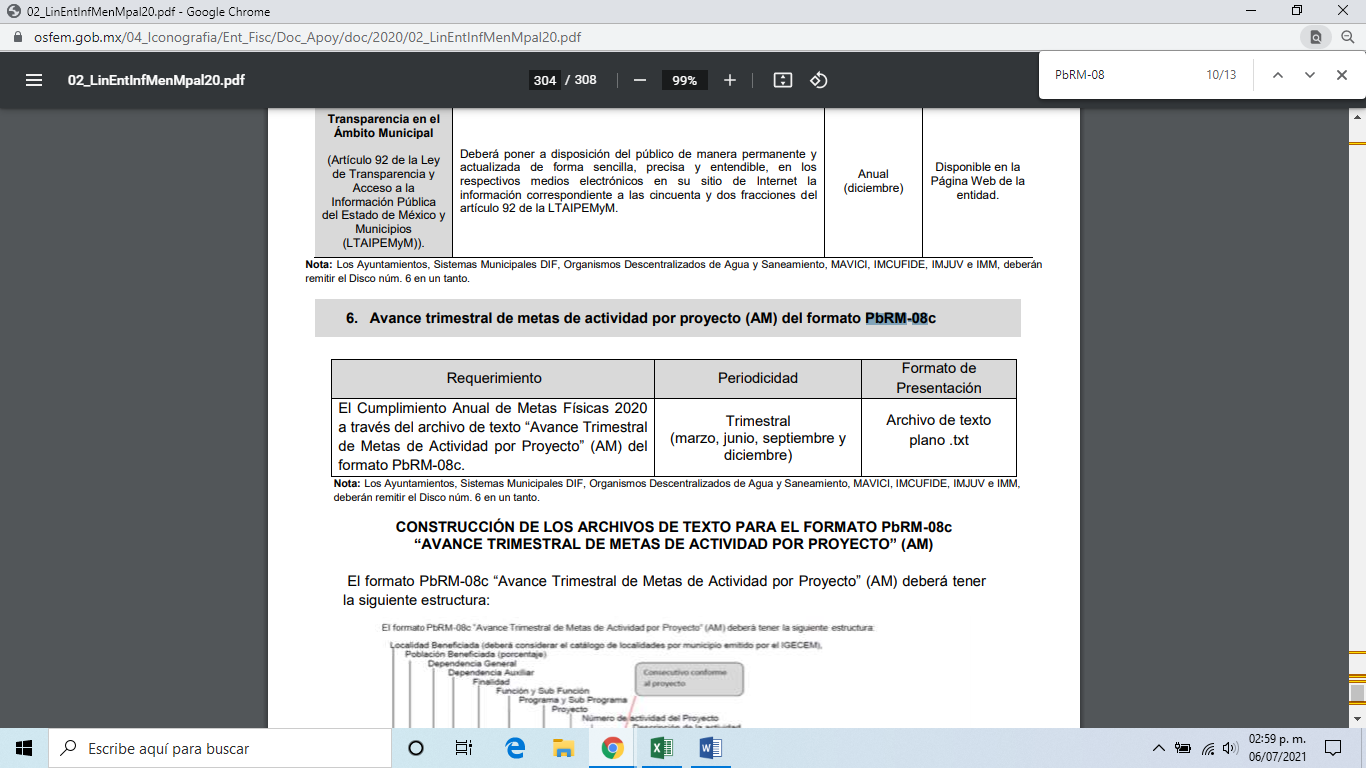 02_LinEntInfMenMpal20.pdf - Google Chrome
osfem.gob.mx/04_Iconografia/Ent_Fisc/Doc_Apoy/doc/2020/02_LinEntInfMenMpal20.pdf
02_LinEntInfMenMpal20.pdf
304 / 308
99%
PbRM-08
10/13
Transparencia en el
Ámbito Municipal
(Artículo 92 de la Ley
de Transparencia y
Acceso a la
Información Pública
del Estado de México y
Municipios
(LTAIPEMyM)).
Deberá poner a disposición del público de manera permanente y
actualizada de forma sencilla, precisa y entendible, en los
respectivos medios electrónicos en su sitio de Internet la
información correspondiente a las cincuenta y dos fracciones del
artículo 92 de la LTAIPEMyM.
Anual
(diciembre)
Disponible en la
Página Web de la
entidad.
Nota: Los Ayuntamientos, Sistemas Municipales DIF, Organismos Descentralizados de Agua y Saneamiento, MAVICI, IMCUFIDE, IMJUV e IMM, deberán
remitir el Disco núm. 6 en un tanto.
6. Avance trimestral de metas de actividad por proyecto (AM) del formato PbRM-08c
Requerimiento
Periodicidad
Formato de
Presentación
El Cumplimiento Anual de Metas Físicas 2020
a través del archivo de texto “Avance Trimestral
de Metas de Actividad por Proyecto” (AM) del
formato PbRM-08c.
Trimestral
(marzo, junio, septiembre y
diciembre)
Archivo de texto
plano .txt
Nota: Los Ayuntamientos, Sistemas Municipales DIF, Organismos Descentralizados de Agua y Saneamiento, MAVICI, IMCUFIDE, IMJUV e IMM,
deberán remitir el Disco núm. 6 en un tanto.
CONSTRUCCIÓN DE LOS ARCHIVOS DE TEXTO PARA EL FORMATO PbRM-08c
“AVANCE TRIMESTRAL DE METAS DE ACTIVIDAD POR PROYECTO” (AM)
El formato PbRM-08c “Avance Trimestral de Metas de Actividad por Proyecto” (AM) deberá tener
la siguiente estructura:
El formato PbRM-08c "Avance Trimestral de Metas de Actividad por Proyecto" (AM) deberá tener la siguiente estructura:
Localidad Beneficiada (deberá considerar el catálogo de localidades por municipio emitido por el IGECEM),
Población Beneficiada (porcentaje)
Dependencia General
Dependencia Auxiliar
Finalidad
Función y Sub Función
Programa y Sub Programa
Proyecto
Número de actividad del Proyecto
Descripción de la actividad
Consecutivo conforme
al proyecto
Escribe aquí para buscar
02:59 p. m.
06/07/2021